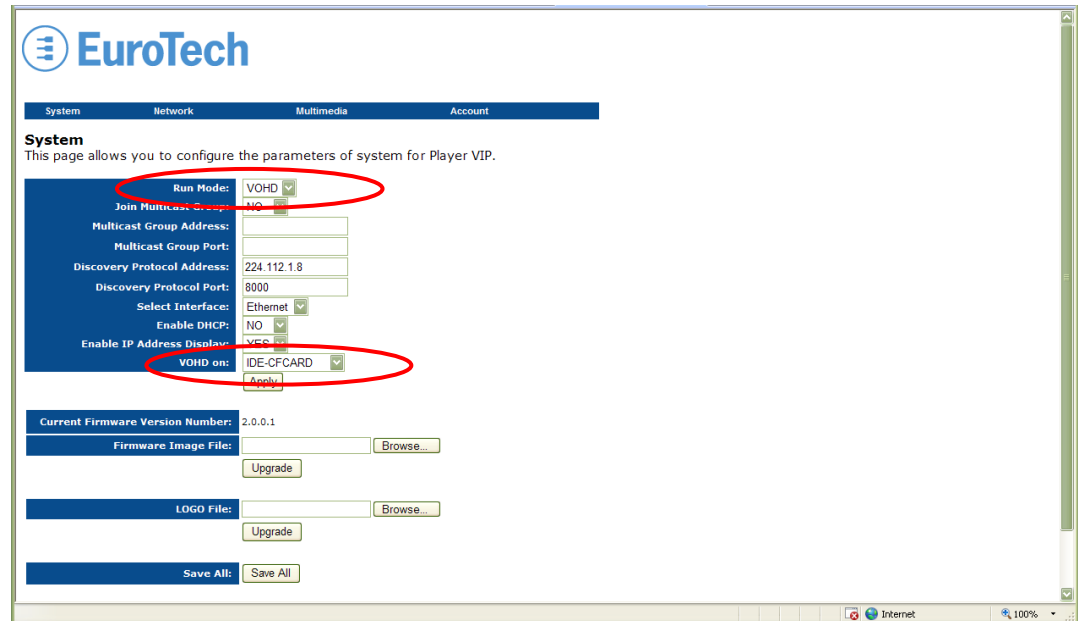 EuroTech
System Network Multimedia Account
System
This page allows you to configure the parameters of system for Player VIP.
Run Mode: VOHD
Join Multicast Group: NO
Multicast Group Address:
Multicast Group Port:
Discovery Protocol Address: 224.112.1.8
Discovery Protocol Port: 8000
Select Interface: Ethernet
Enable DHCP: NO
Enable IP Address Display: YES
VOHD on: IDE-CFCARD
Apply
Current Firmware Version Number: 2.0.0.1
Firmware Image File: Browse...
Upgrade
LOGO File: Browse...
Upgrade
Save All: Save All
Internet 100%